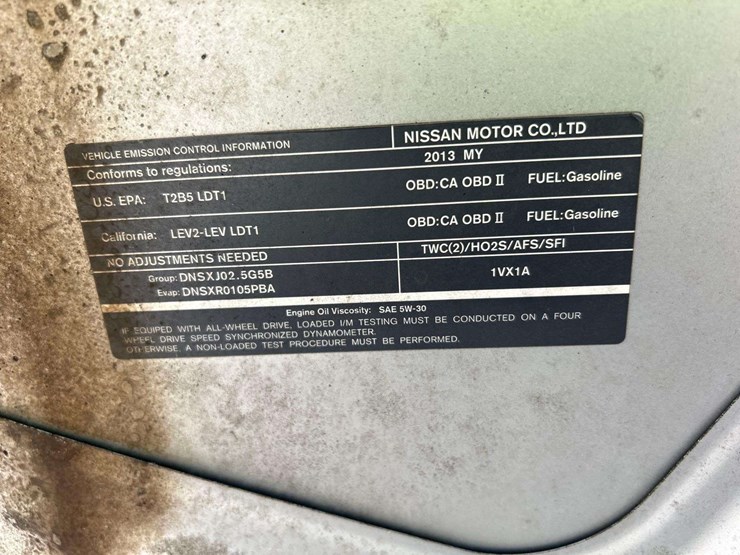 VEHICLE EMISSION CONTROL INFORMATION NISSAN MOTOR CO.,LTD
Conforms to regulations: 2013 MY
U.S. EPA: T2B5 LDT1 OBD:CA OBD II FUEL:Gasoline
California: LEV2-LEV LDT1 OBD:CA OBD II FUEL:Gasoline
NO ADJUSTMENTS NEEDED TWC(2)/HO2S/AFS/SFI
Group: DNSXJ02.5G5B 1VX1A
Evap: DNSXR0105PBA
Engine Oil Viscosity: SAE 5W-30
IF EQUIPED WITH ALL-WHEEL DRIVE, LOADED I/M TESTING MUST BE CONDUCTED ON A FOUR
WHEEL DRIVE SPEED SYNCHRONIZED DYNAMOMETER.
OTHERWISE, A NON-LOADED TEST PROCEDURE MUST BE PERFORMED.